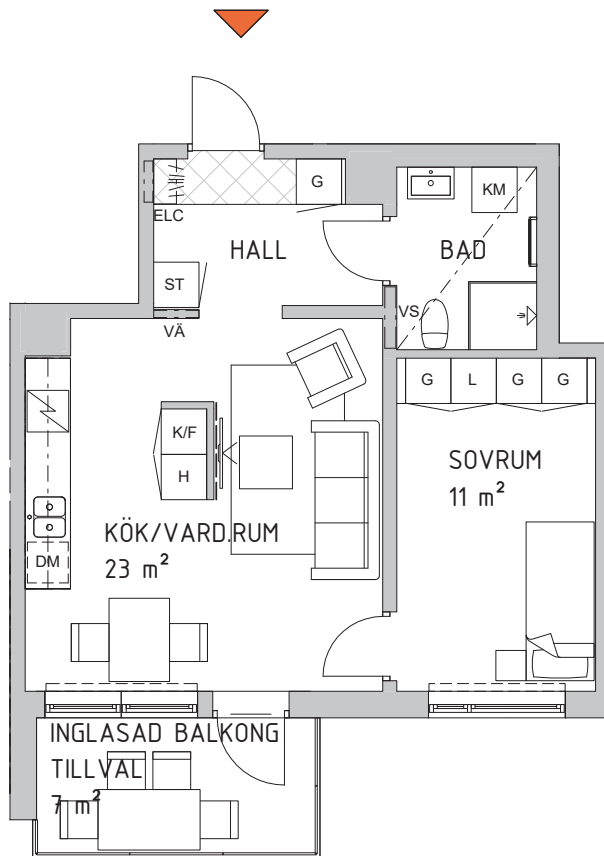 G
KM
ELC
HALL
BAD
ST
VS
VÄ
G
L
G
G
K/F
H
SOVRUM
11 m²
KÖK/VARD.RUM
23 m²
DM
INGLASAD BALKONG
TILLVAL
7 m²